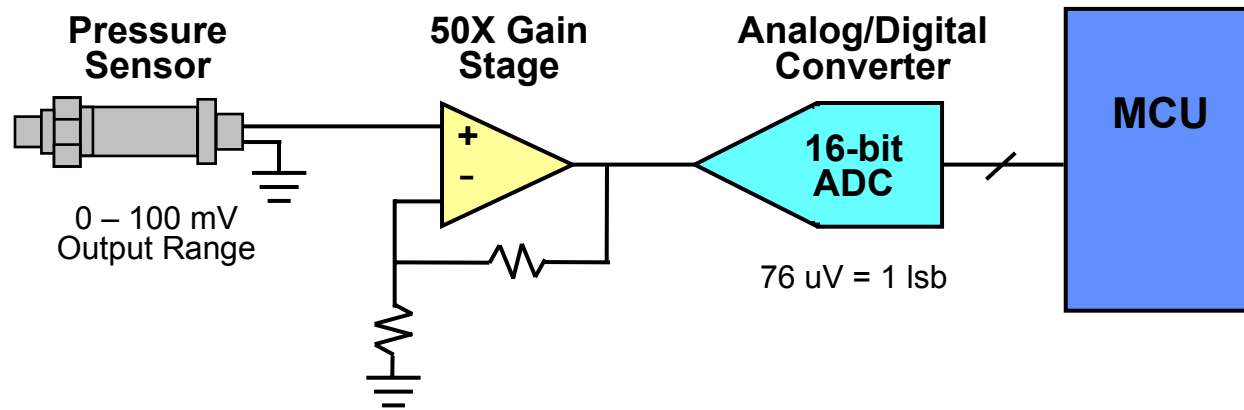 Pressure
Sensor
50X Gain
Stage
Analog/Digital
Converter
MCU
+
-
16-bit
ADC
0 – 100 mV
Output Range
76 uV = 1 lsb